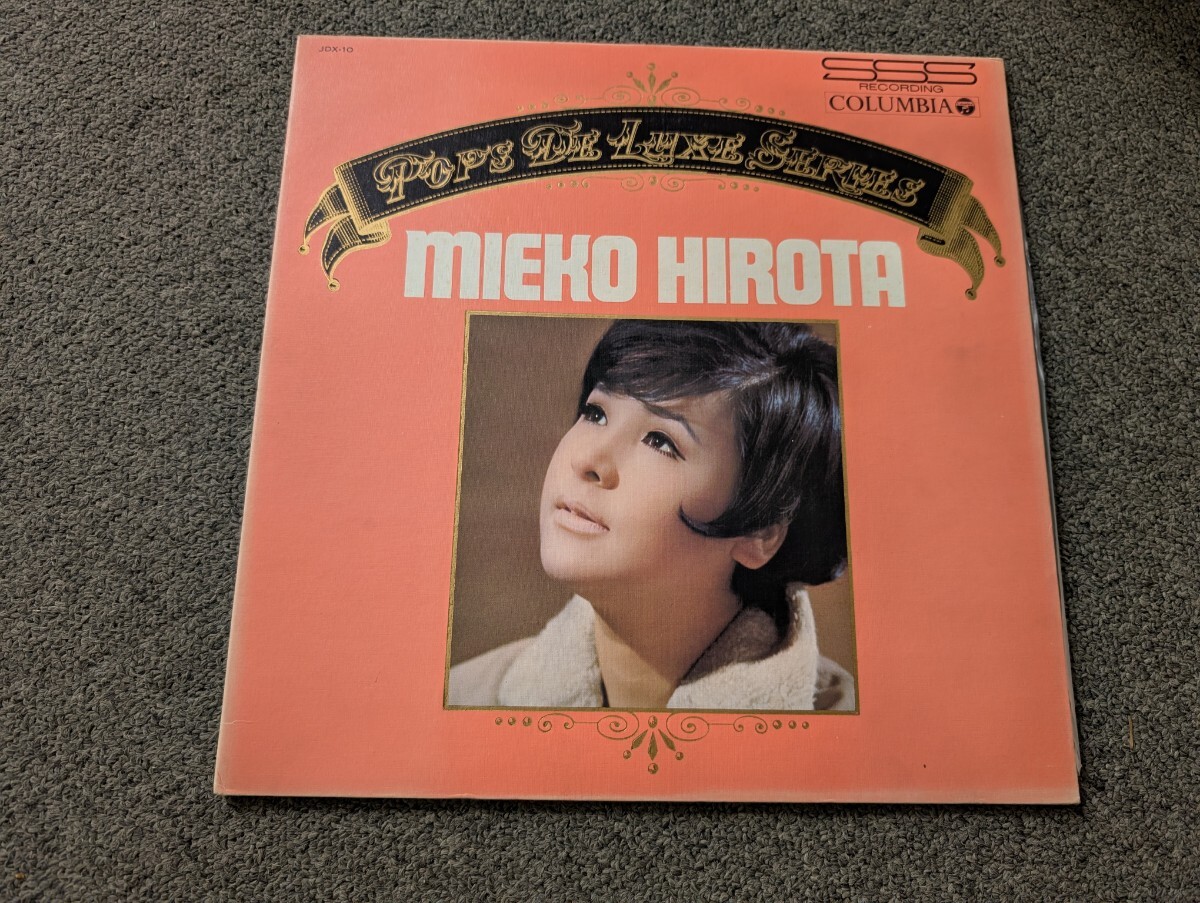 JDX-10
SSS
RECORDING
COLUMBIA
POPS DE LUXE SERIES
MIEKO HIROTA